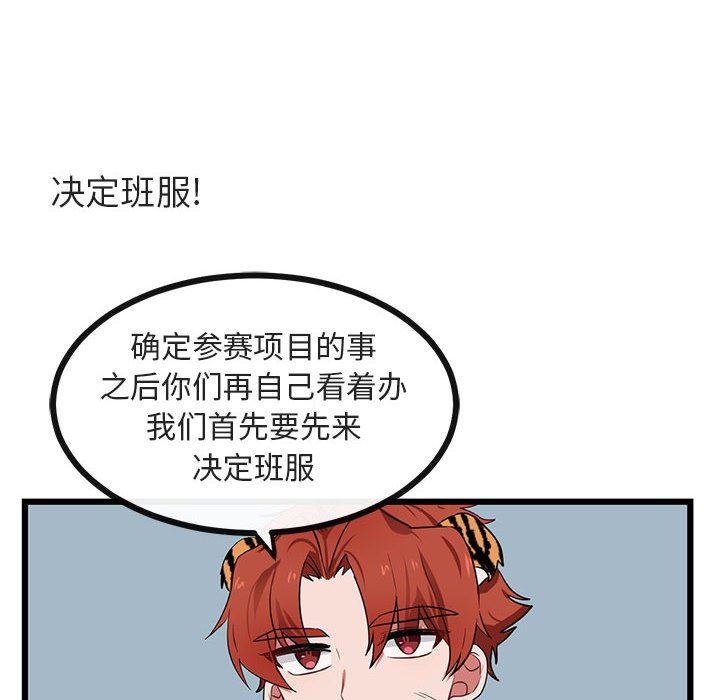 决定班服!
确定参赛项目的事
之后你们再自己看着办
我们首先要先来
决定班服